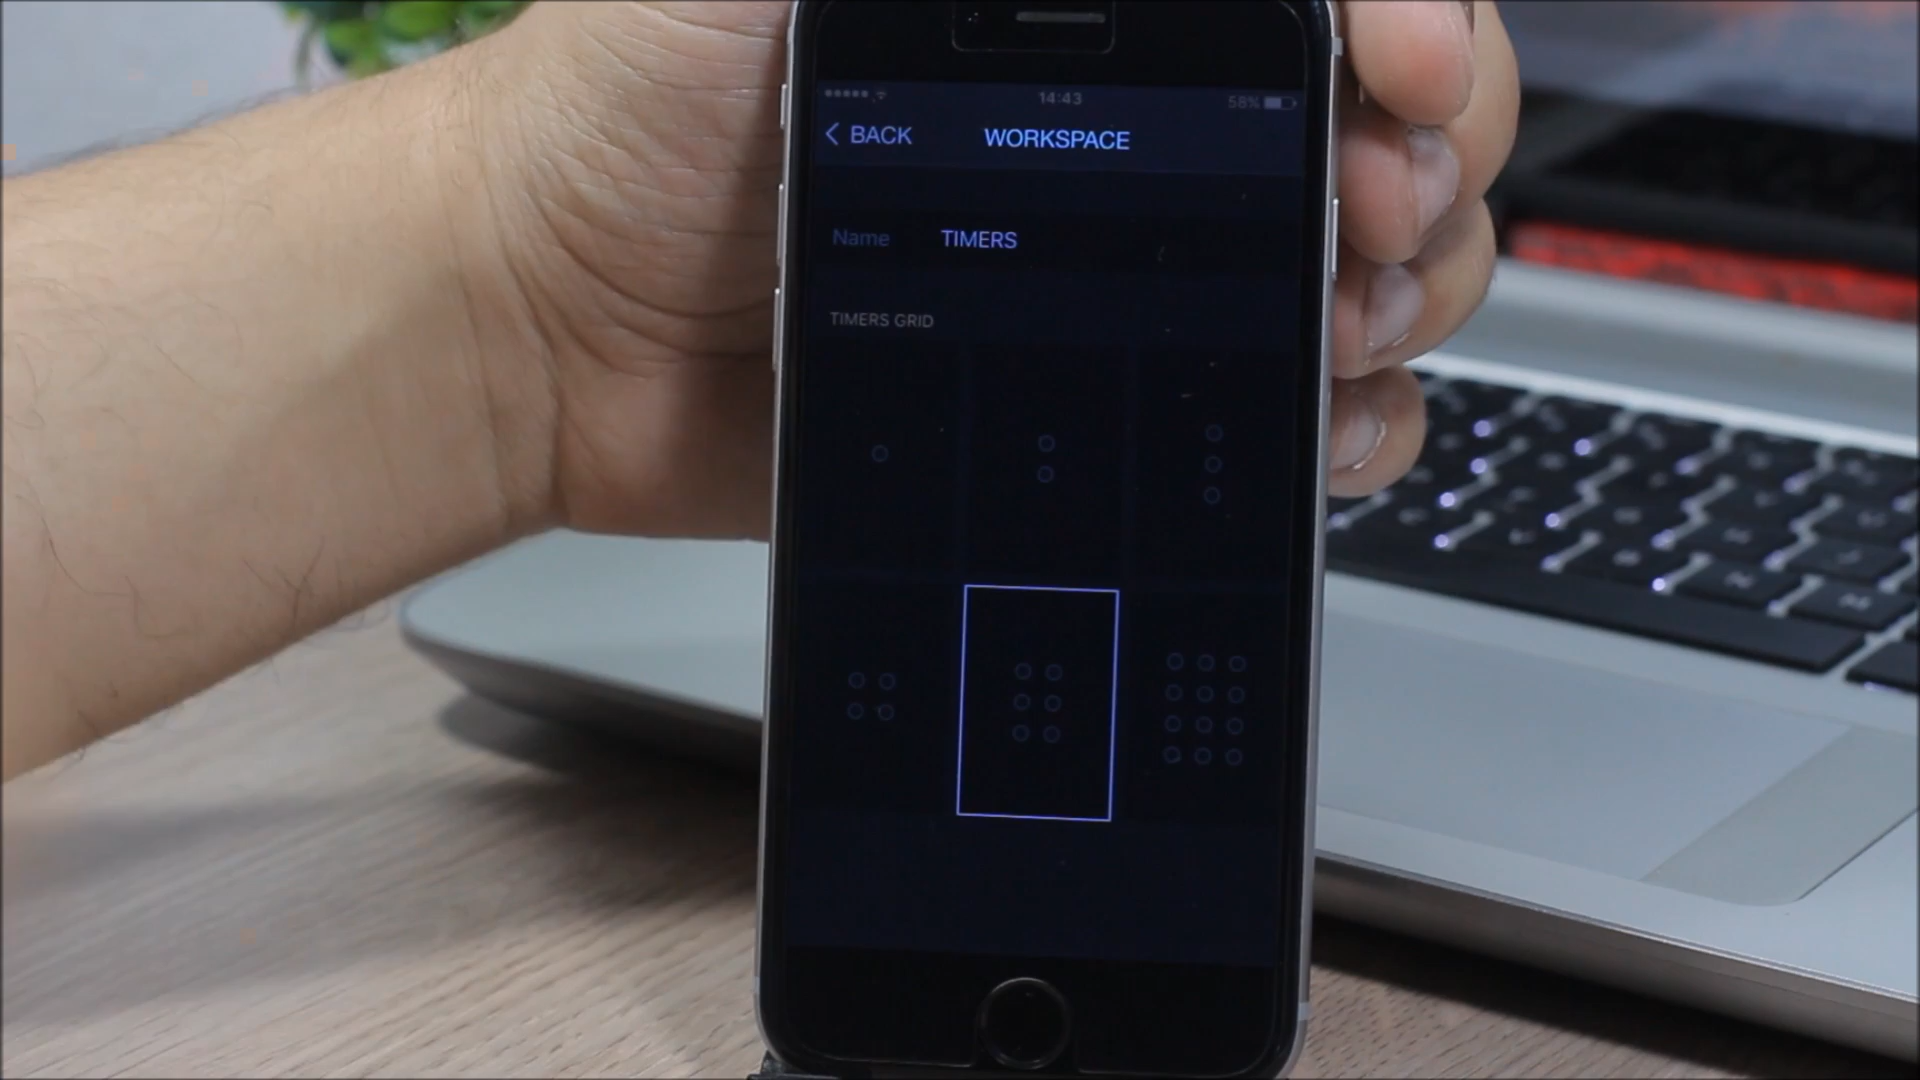 14:43
58%
BACK
WORKSPACE
Name
TIMERS
TIMERS GRID